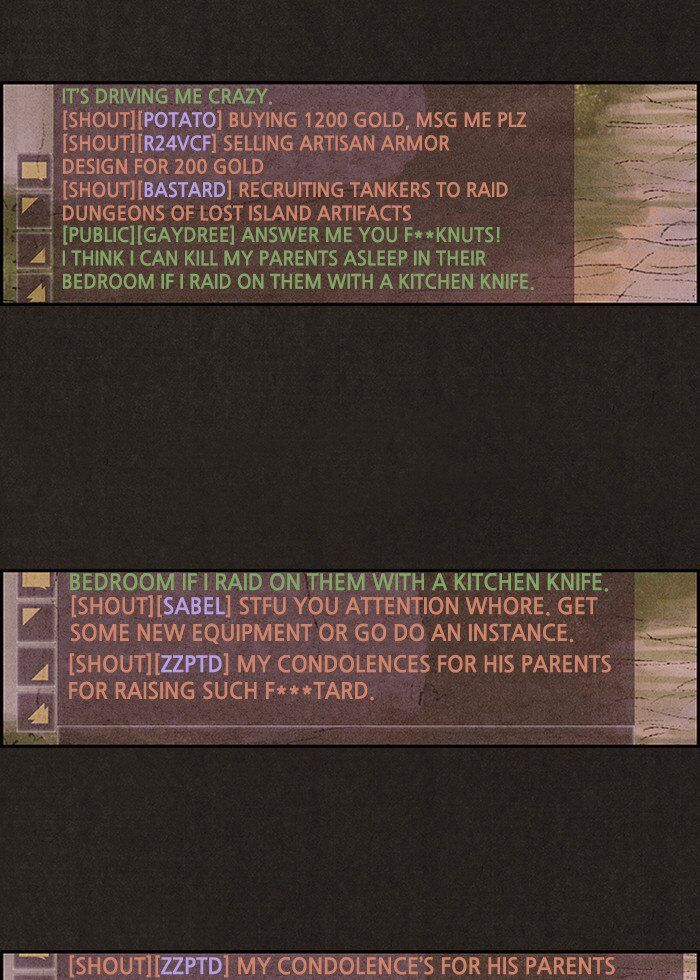 IT'S DRIVING ME CRAZY.
[SHOUT][POTATO] BUYING 1200 GOLD, MSG ME PLZ
[SHOUT][R24VCF] SELLING ARTISAN ARMOR
DESIGN FOR 200 GOLD
[SHOUT][BASTARD] RECRUITING TANKERS TO RAID
DUNGEONS OF LOST ISLAND ARTIFACTS
[PUBLIC][GAYDREE] ANSWER ME YOU F**KNUTS!
I THINK I CAN KILL MY PARENTS ASLEEP IN THEIR
BEDROOM IF I RAID ON THEM WITH A KITCHEN KNIFE.
BEDROOM IF I RAID ON THEM WITH A KITCHEN KNIFE.
[SHOUT][SABEL] STFU YOU ATTENTION WHORE. GET
SOME NEW EQUIPMENT OR GO DO AN INSTANCE.
[SHOUT][ZZPTD] MY CONDOLENCES FOR HIS PARENTS
FOR RAISING SUCH F***TARD.
[SHOUT][ZZPTD] MY CONDOLENCE'S FOR HIS PARENTS